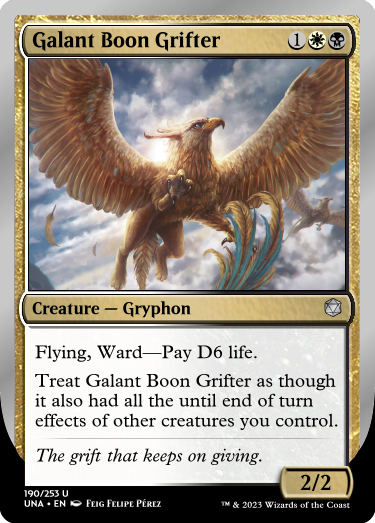 Galant Boon Grifter 1
Creature — Gryphon
Flying, Ward—Pay D6 life.
Treat Galant Boon Grifter as though
it also had all the until end of turn
effects of other creatures you control.
The grift that keeps on giving.
2/2
190/253 U
UNA • EN Feig Felipe Pérez
™ & 2023 Wizards of the Coast